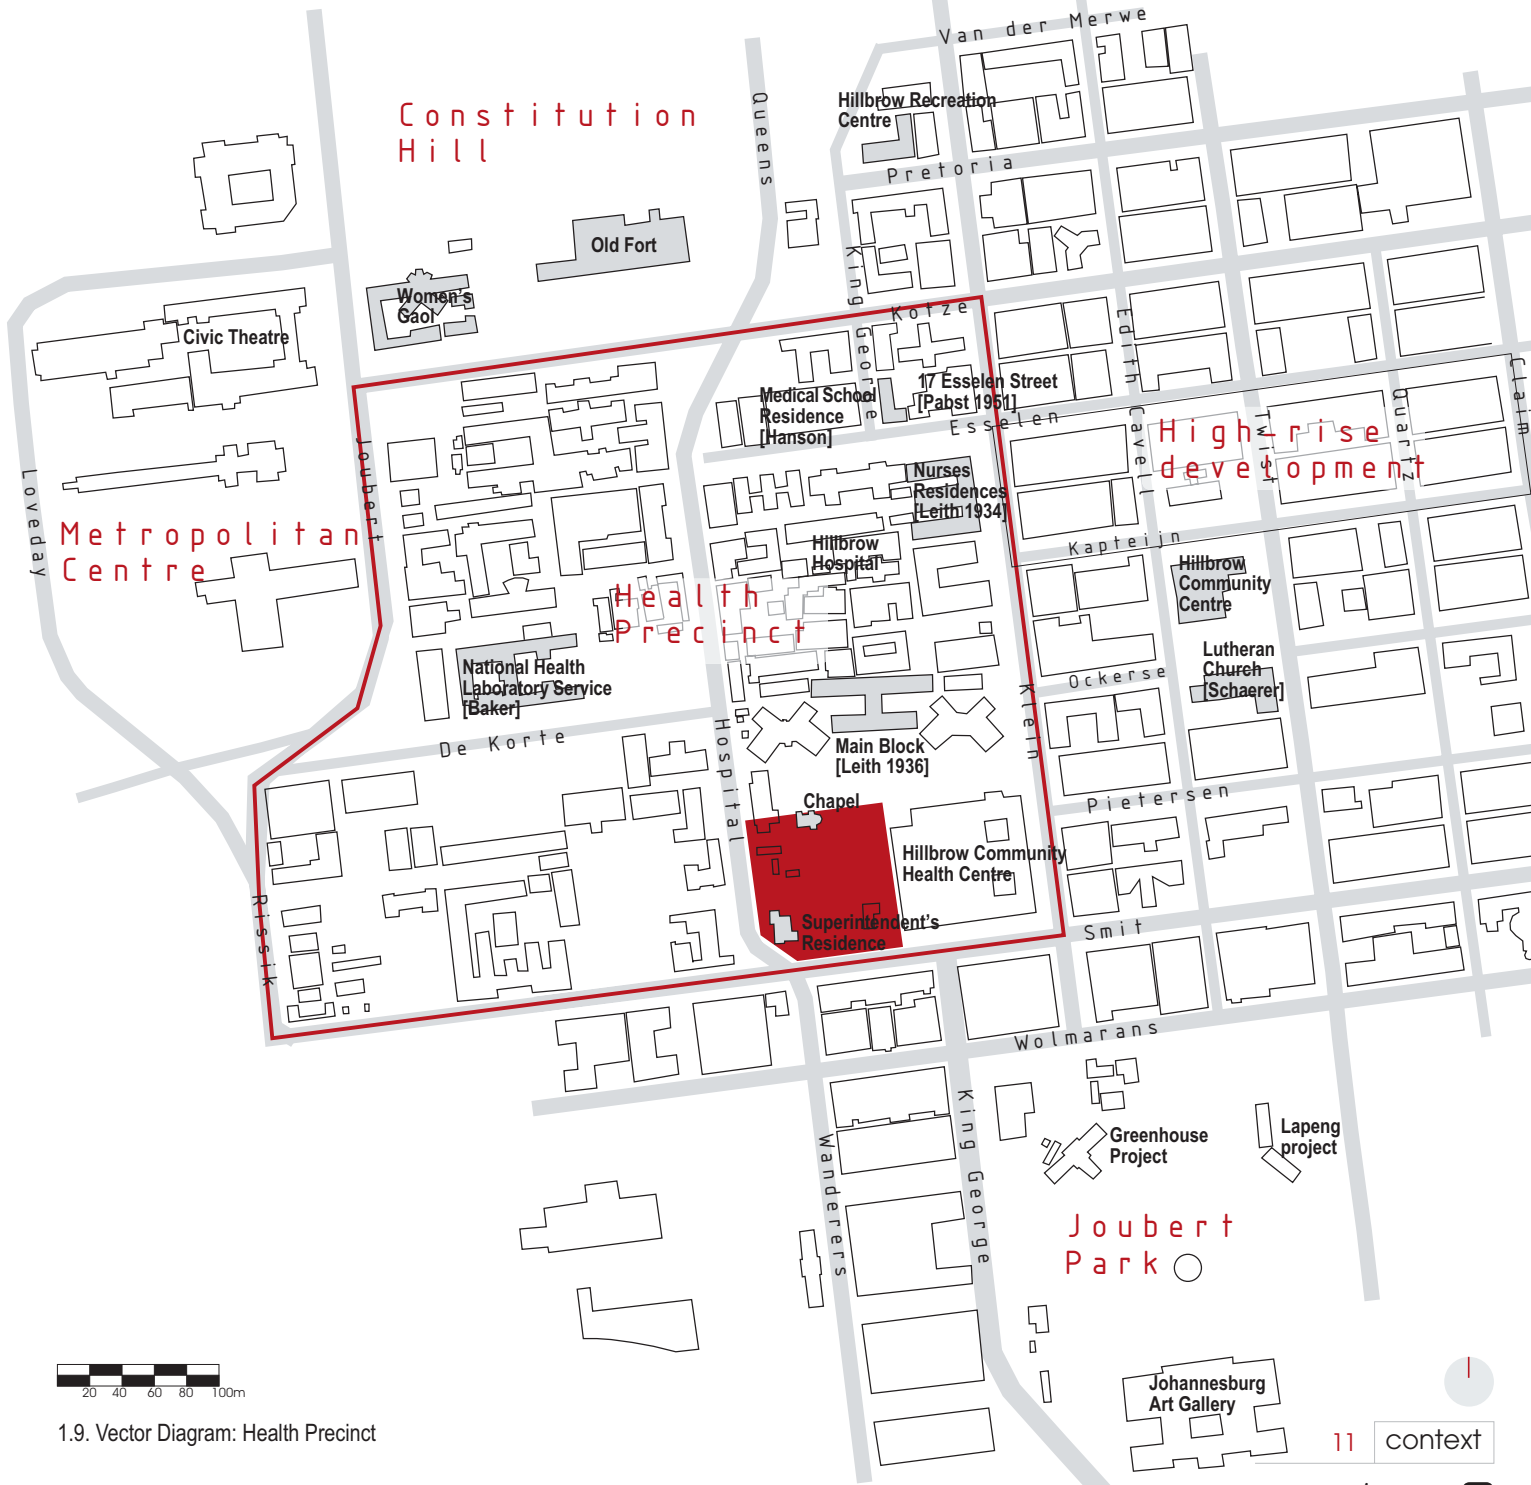 Van der Merwe
Constitution
Hill
Queens
Hillbrow Recreation
Centre
Pretoria
Old Fort
Women's
Gaol
King George
Kotze
Civic Theatre
Edith Cavell
Twist
Quartz
Claim
Medical School
Residence
[Hanson]
17 Esselen Street
[Pabst 1951]
Esselen
High-rise
development
Joubert
Loveday
Nurses
Residences
[Leith 1934]
Metropolitan
Centre
Hillbrow
Hospital
Kapteijn
Hillbrow
Community
Centre
Health
Precinct
National Health
Laboratory Service
[Baker]
Lutheran
Church
[Schaerer]
Ockerse
Klein
De Korte
Hospital
Main Block
[Leith 1936]
Pietersen
Chapel
Hillbrow Community
Health Centre
Rissik
Superintendent's
Residence
Smit
Wolmarans
Wanderers
King George
Greenhouse
Project
Lapeng
project
Joubert
Park
Johannesburg
Art Gallery
20 40 60 80 100m
1.9. Vector Diagram: Health Precinct
11 context